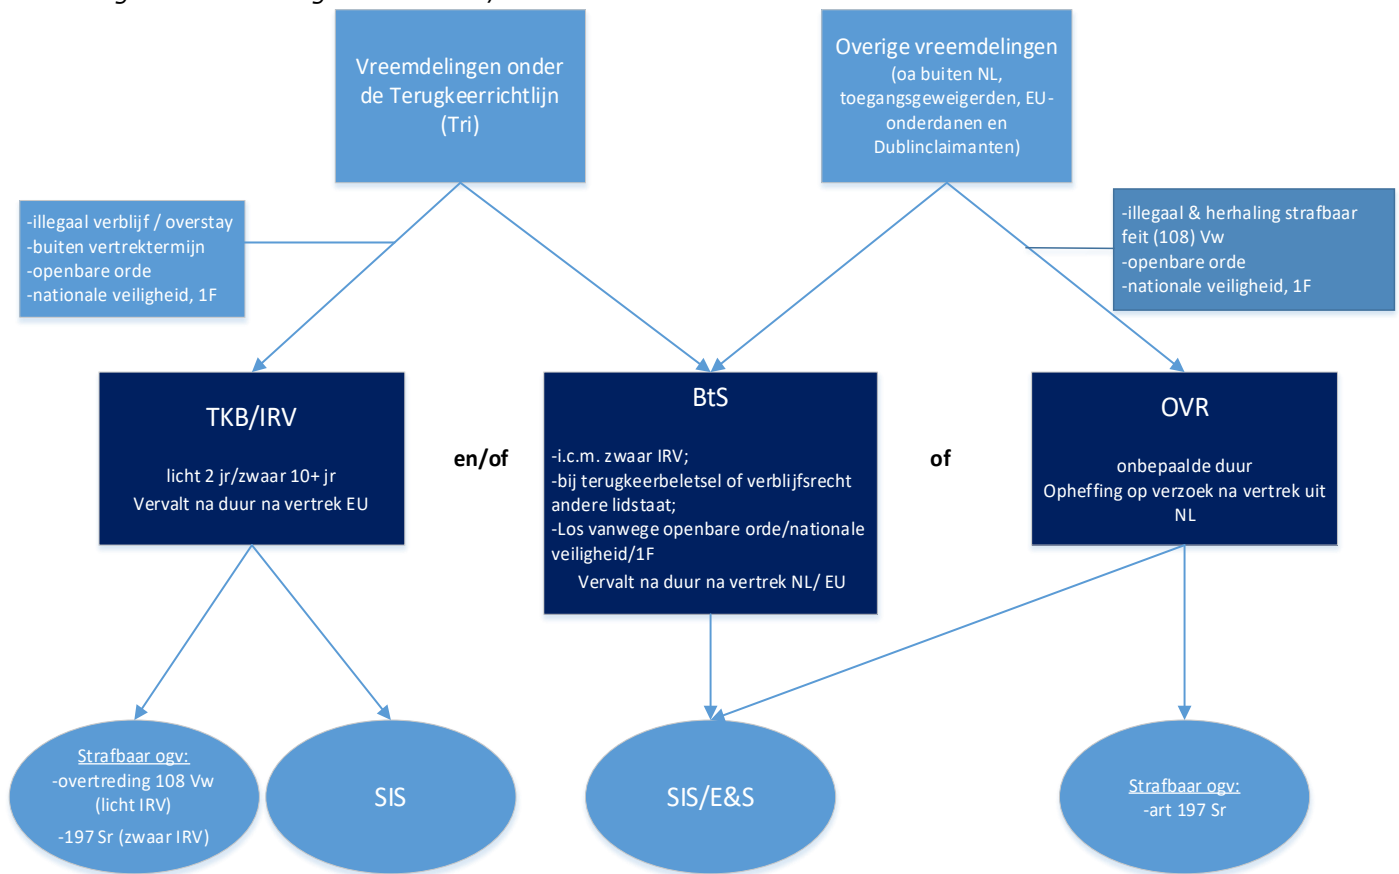 Vreemdelingen onder
de Terugkeerrichtlijn
(Tri)
Overige vreemdelingen
(oa buiten NL,
toegangsgeweigerden, EU-
onderdanen en
Dublinclaimanten)
-illegaal verblijf / overstay
-buiten vertrektermijn
-openbare orde
-nationale veiligheid, 1F
-illegaal & herhaling strafbaar
feit (108) Vw
-openbare orde
-nationale veiligheid, 1F
TKB/IRV
licht 2 jr/zwaar 10+ jr
Vervalt na duur na vertrek EU
en/of
BtS
-i.c.m. zwaar IRV;
-bij terugkeerbeletsel of verblijfsrecht
andere lidstaat;
-Los vanwege openbare orde/nationale
veiligheid/1F
Vervalt na duur na vertrek NL/ EU
of
OVR
onbepaalde duur
Opheffing op verzoek na vertrek uit
NL
Strafbaar ogv:
-overtreding 108 Vw
(licht IRV)
-197 Sr (zwaar IRV)
SIS
SIS/E&S
Strafbaar ogv:
-art 197 Sr